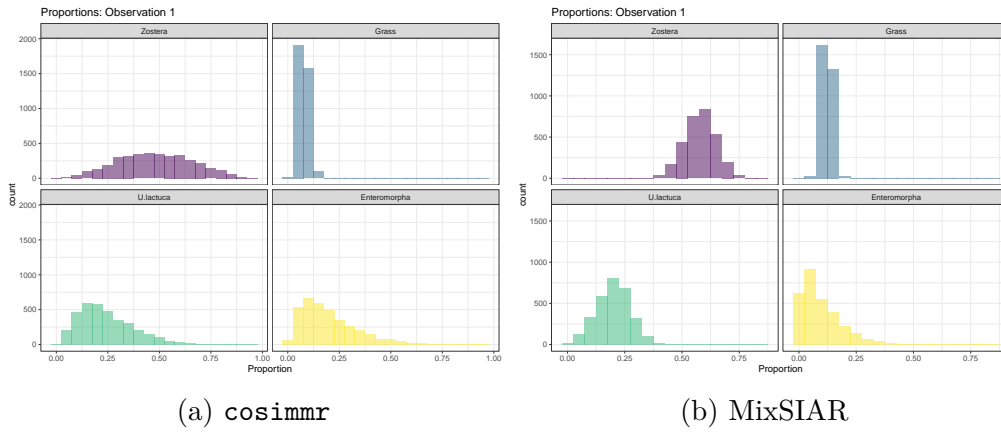 Proportions: Observation 1
Zostera
Grass
2000
1500
1000
500
0
U.lactuca
Enteromorpha
2000
1500
1000
500
0
count
0.00
0.25
0.50
0.75
1.00
0.00
0.25
0.50
0.75
1.00
Proportion
(a) cosimmr
Proportions: Observation 1
Zostera
Grass
1500
1000
500
0
U.lactuca
Enteromorpha
1500
1000
500
0
count
0.00
0.25
0.50
0.75
0.00
0.25
0.50
0.75
Proportion
(b) MixSIAR